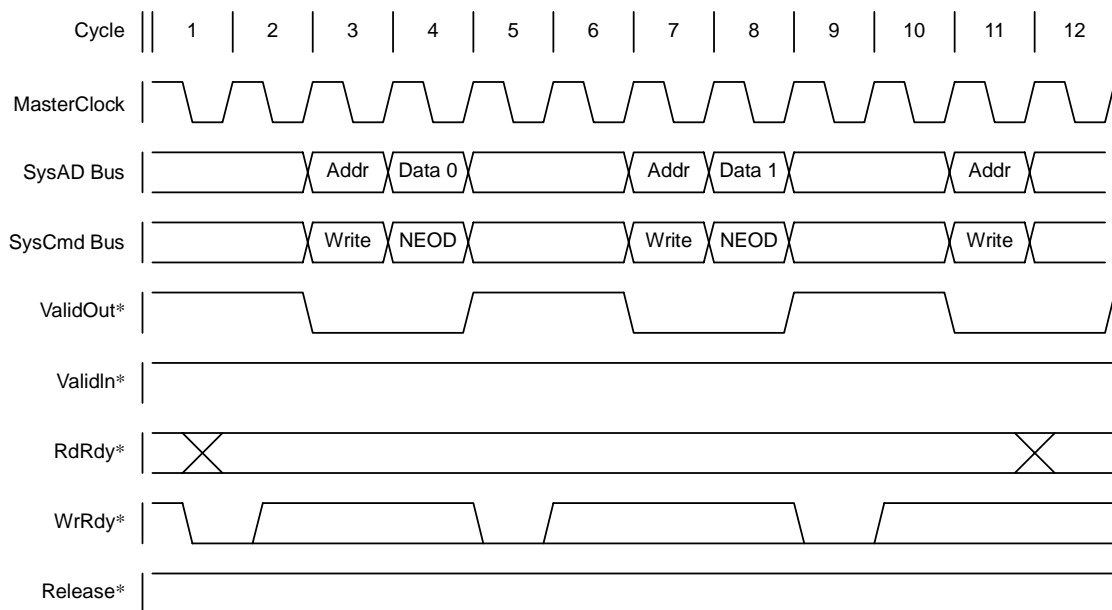 Cycle 1 2 3 4 5 6 7 8 9 10 11 12
MasterClock
SysAD Bus Addr Data 0 Addr Data 1 Addr
SysCmd Bus Write NEOD Write NEOD Write
ValidOut*
ValidIn*
RdRdy*
WrRdy*
Release*